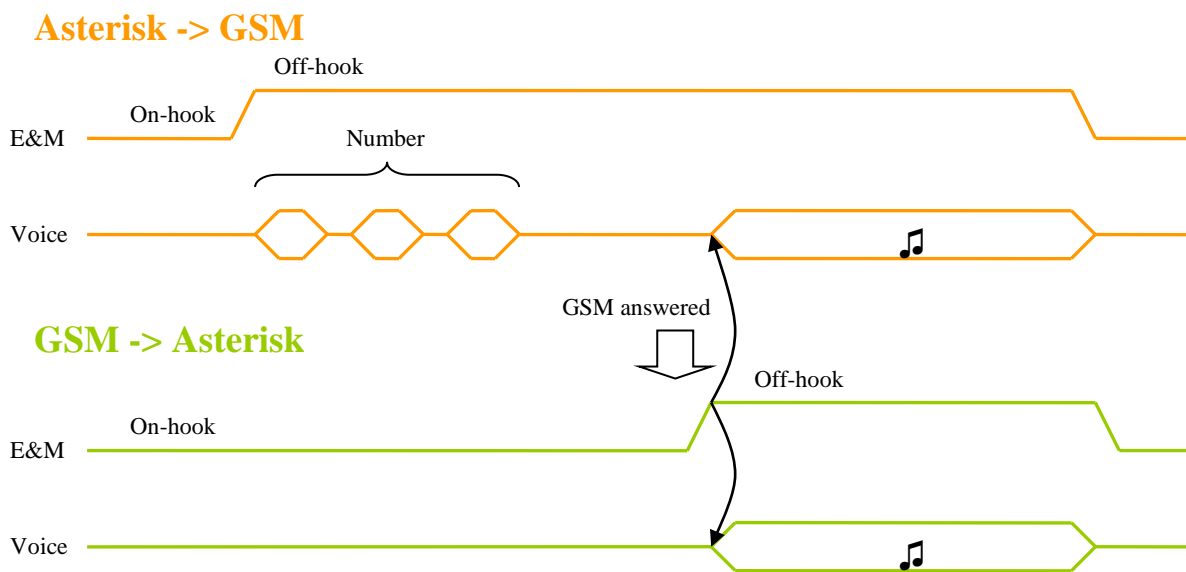 Asterisk -> GSM
Off-hook
On-hook
E&M
Number
Voice
GSM answered
GSM -> Asterisk
Off-hook
On-hook
E&M
Voice